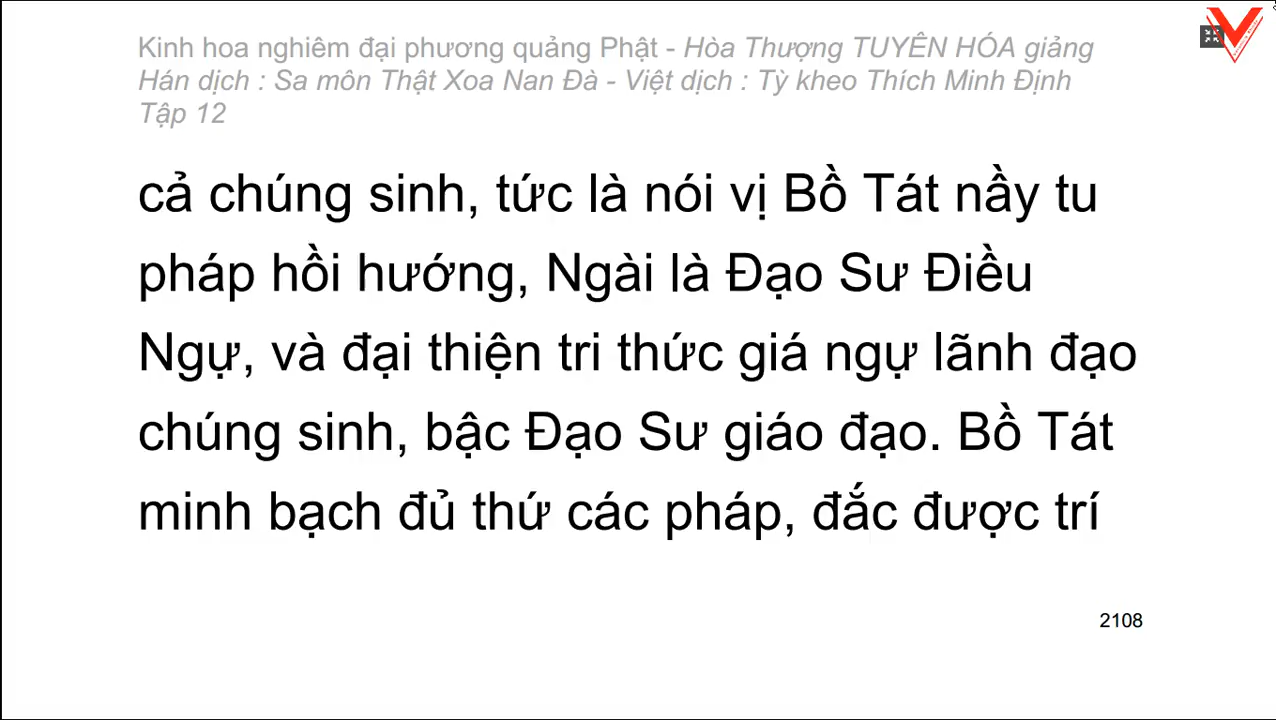 Kinh hoa nghiêm đại phương quảng Phật - Hòa Thượng TUYÊN HÓA giảng
Hán dịch : Sa môn Thật Xoa Nan Đà - Việt dịch : Tỳ kheo Thích Minh Định
Tập 12
cả chúng sinh, tức là nói vị Bồ Tát nầy tu
pháp hồi hướng, Ngài là Đạo Sư Điều
Ngự, và đại thiện tri thức giá ngự lãnh đạo
chúng sinh, bậc Đạo Sư giáo đạo. Bồ Tát
minh bạch đủ thứ các pháp, đắc được trí
2108